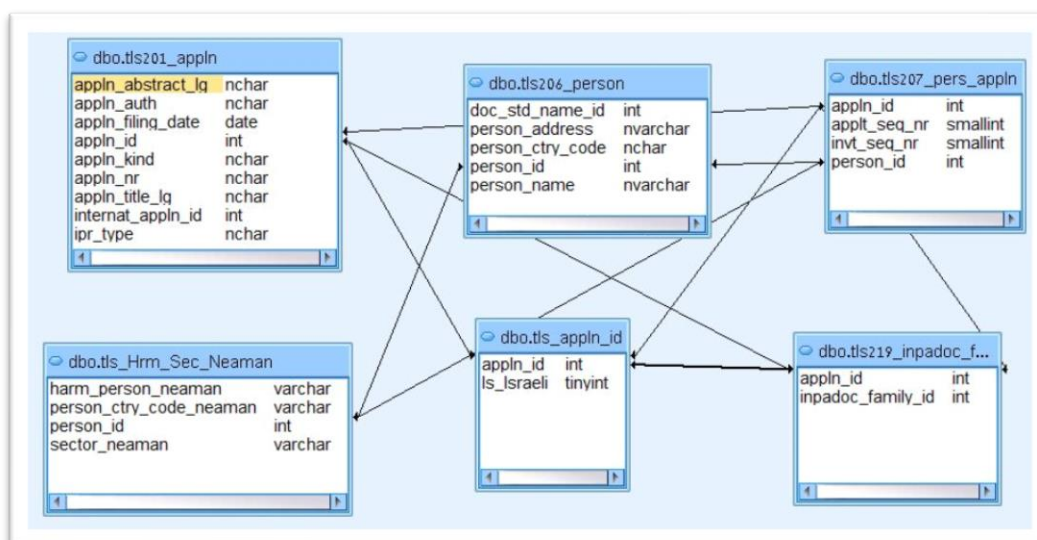 dbo.tls201_appln
appln_abstract_lg nchar
appln_auth nchar
appln_filing_date date
appln_id int
appln_kind nchar
appln_nr nchar
appln_title_lg nchar
internat_appln_id int
ipr_type nchar
dbo.tls206_person
doc_std_name_id int
person_address nvarchar
person_ctry_code nchar
person_id int
person_name nvarchar
dbo.tls207_pers_appln
appln_id int
applt_seq_nr smallint
invt_seq_nr smallint
person_id int
dbo.tls_Hrm_Sec_Neaman
harm_person_neaman varchar
person_ctry_code_neaman varchar
person_id int
sector_neaman varchar
dbo.tls_appln_id
appln_id int
Is_Israeli tinyint
dbo.tls219_inpadoc_f...
appln_id int
inpadoc_family_id int